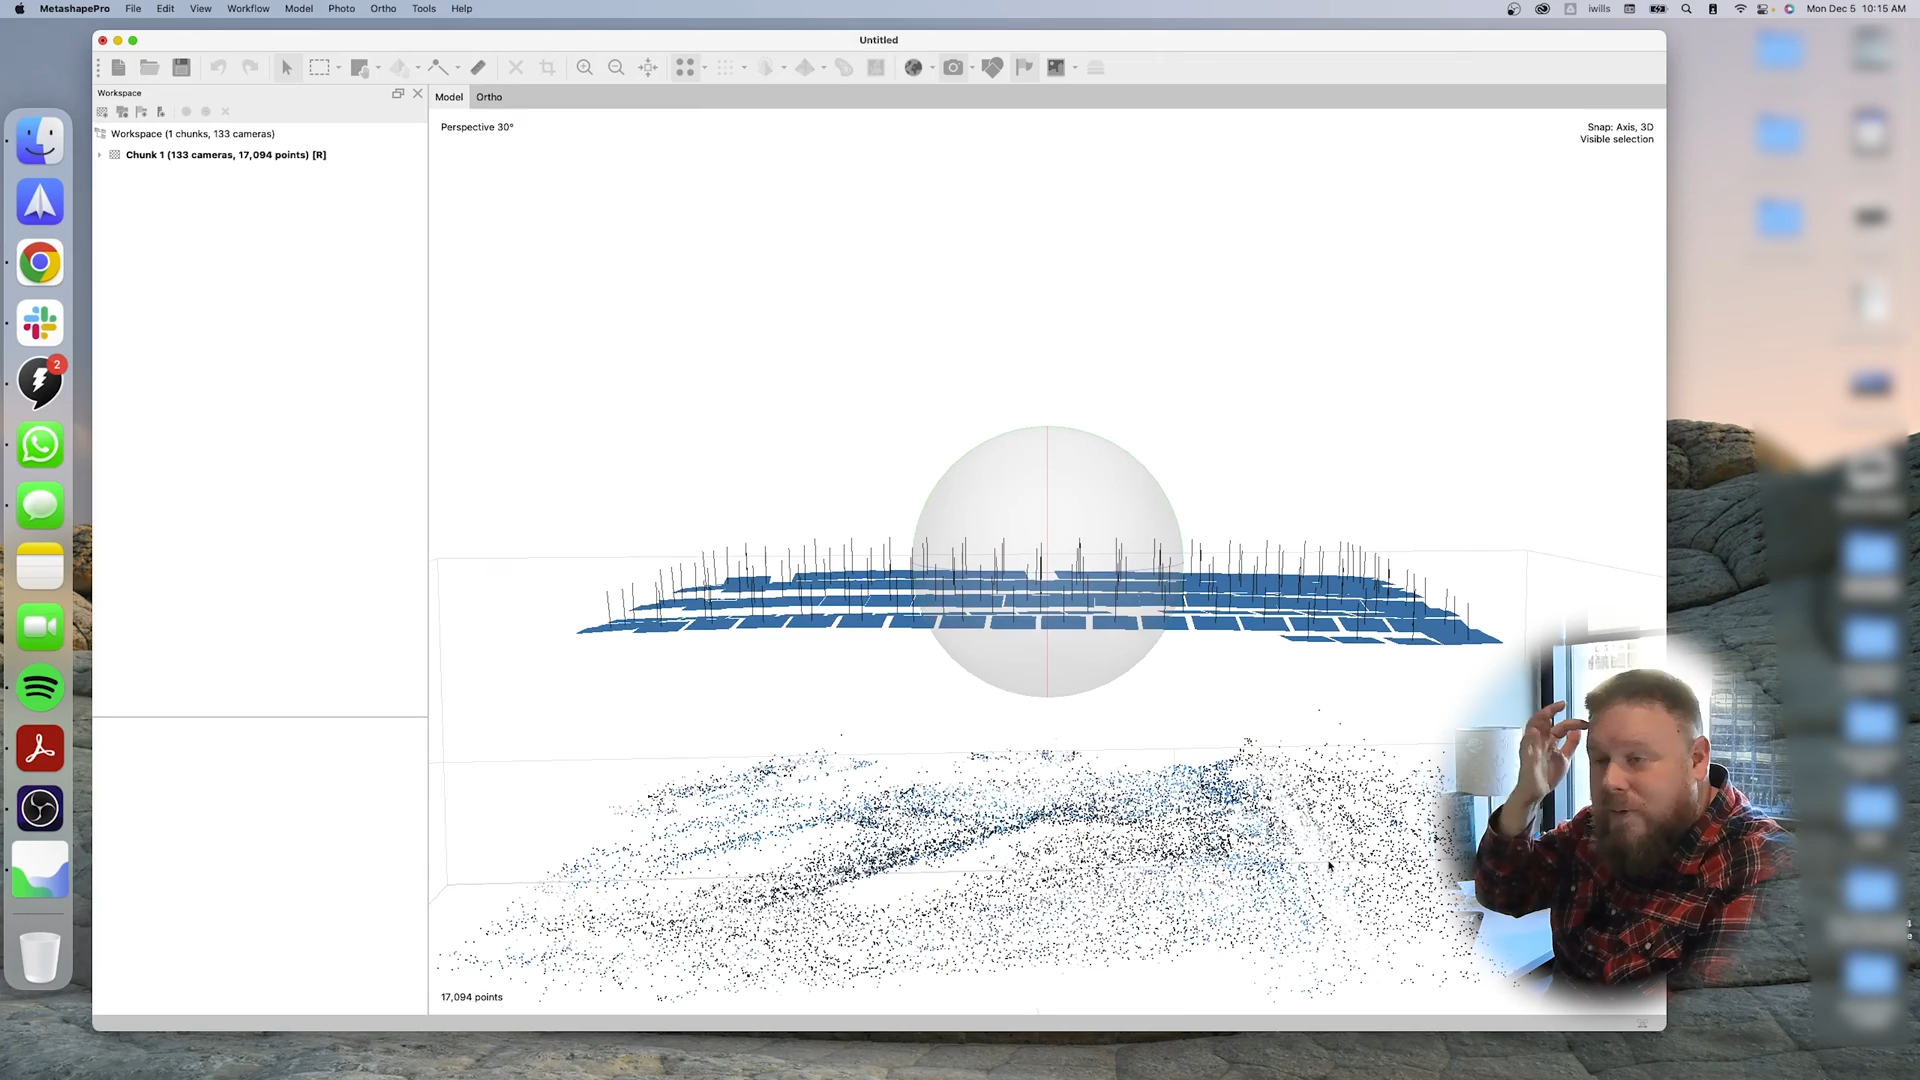 MetashapePro File Edit View Workflow Model Photo Ortho Tools Help
iwills Mon Dec 5 10:15 AM
Untitled
Workspace
Model Ortho
Perspective 30°
Snap: Axis, 3D
Visible selection
Workspace (1 chunks, 133 cameras)
Chunk 1 (133 cameras, 17,094 points) [R]
2
17,094 points